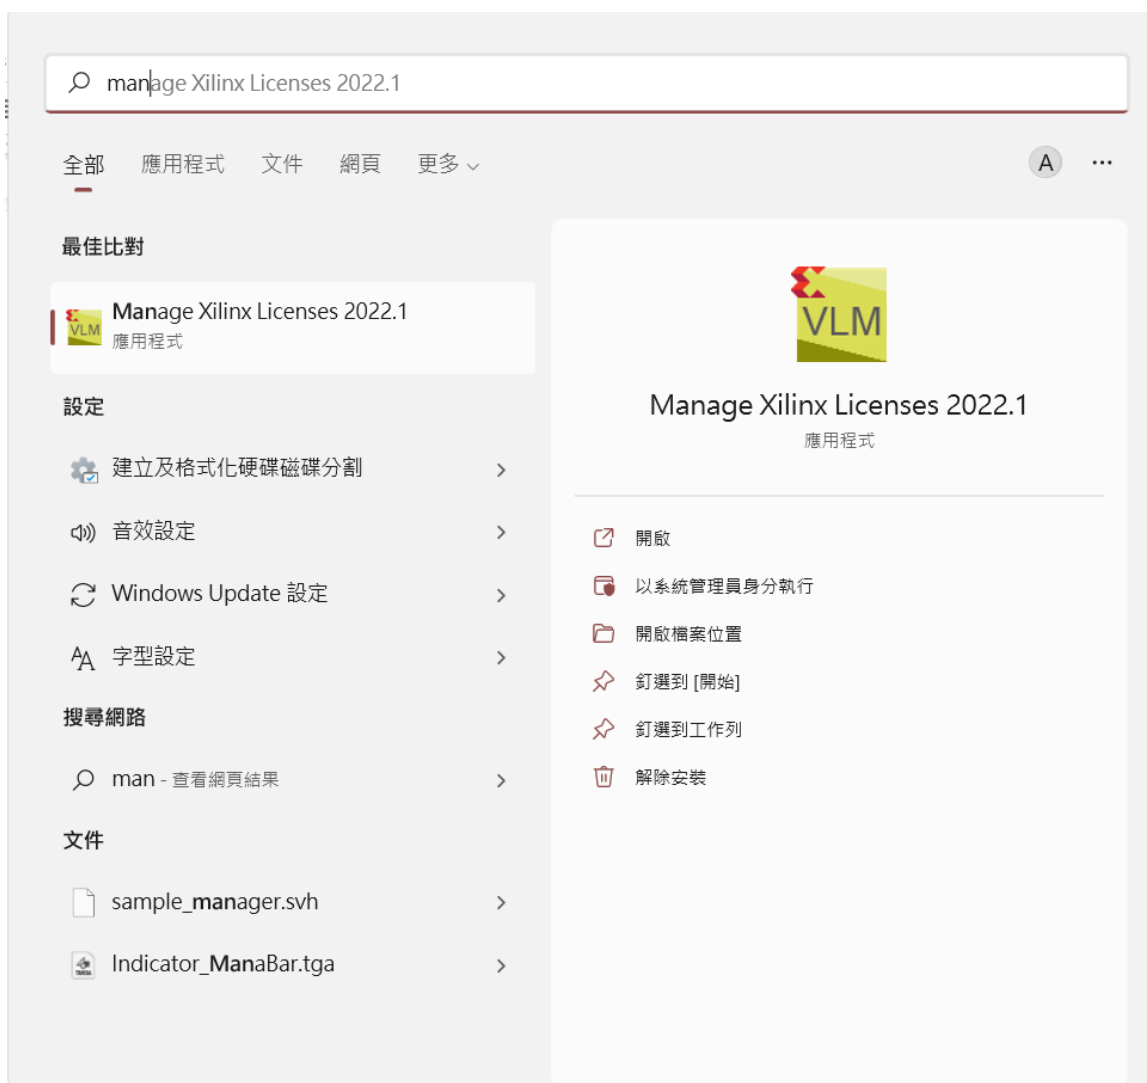 manage Xilinx Licenses 2022.1
全部 應用程式 文件 網頁 更多 A ...
最佳比對
VLM
Manage Xilinx Licenses 2022.1
應用程式
設定
建立及格式化硬碟磁碟分割
音效設定
Windows Update 設定
字型設定
搜尋網路
man - 查看網頁結果
文件
sample_manager.svh
Indicator_ManaBar.tga
VLM
Manage Xilinx Licenses 2022.1
應用程式
開啟
以系統管理員身分執行
開啟檔案位置
釘選到 [開始]
釘選到工作列
解除安裝